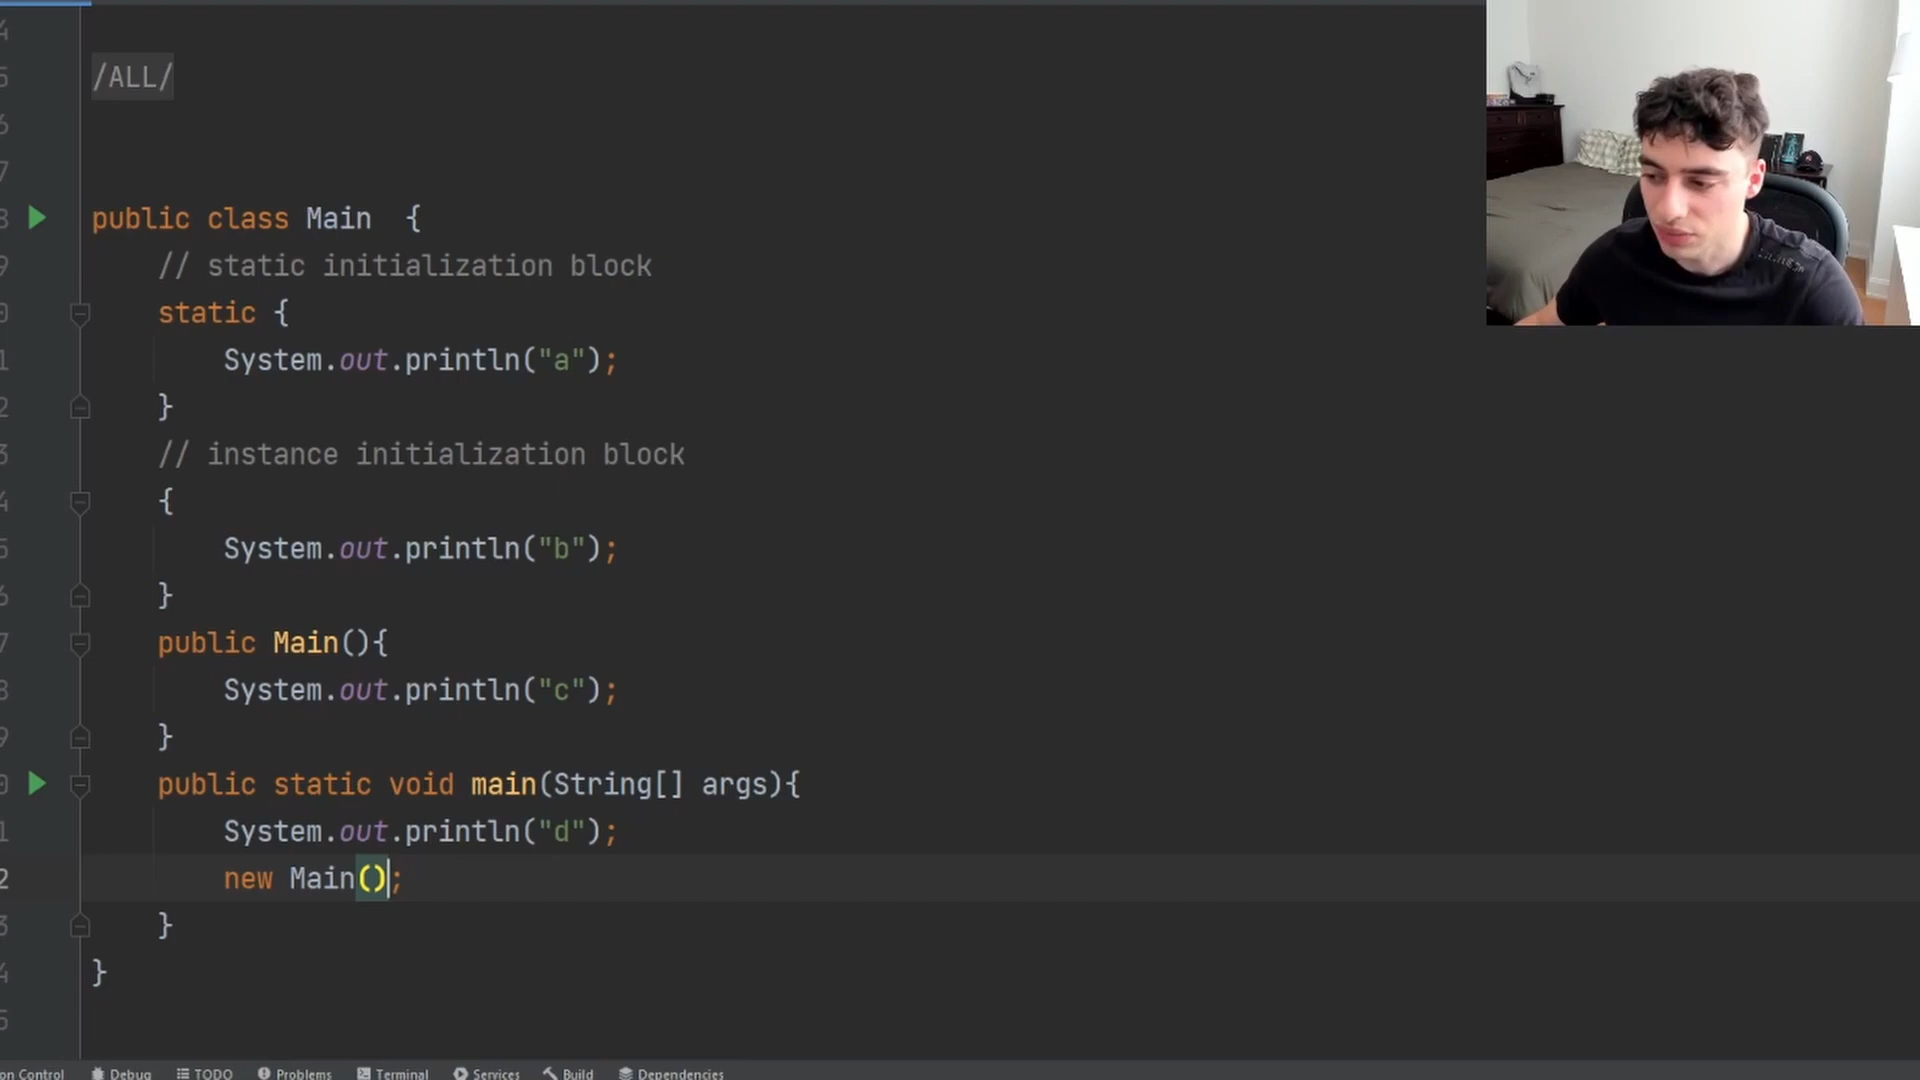 /ALL/
public class Main  {
// static initialization block
static {
System.out.println("a");
}
// instance initialization block
{
System.out.println("b");
}
public Main(){
System.out.println("c");
}
public static void main(String[] args){
System.out.println("d");
new Main();
}
}
on Control Debug TODO Problems Terminal Services Build Dependencies